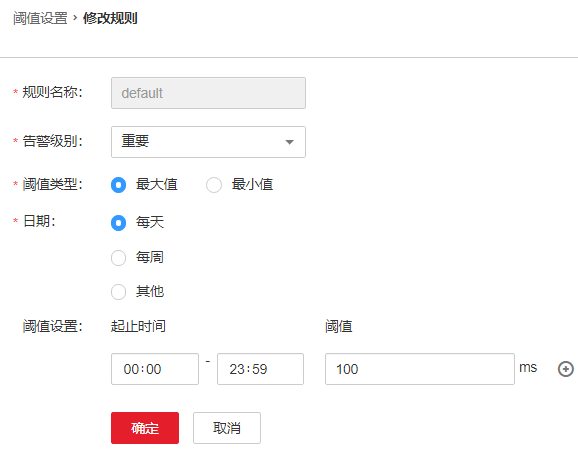 阈值设置 > 修改规则
* 规则名称： default
* 告警级别： 重要
* 阈值类型： 最大值 最小值
* 日期： 每天
每周
其他
阈值设置： 起止时间 阈值
00:00 - 23:59 100 ms
确定 取消